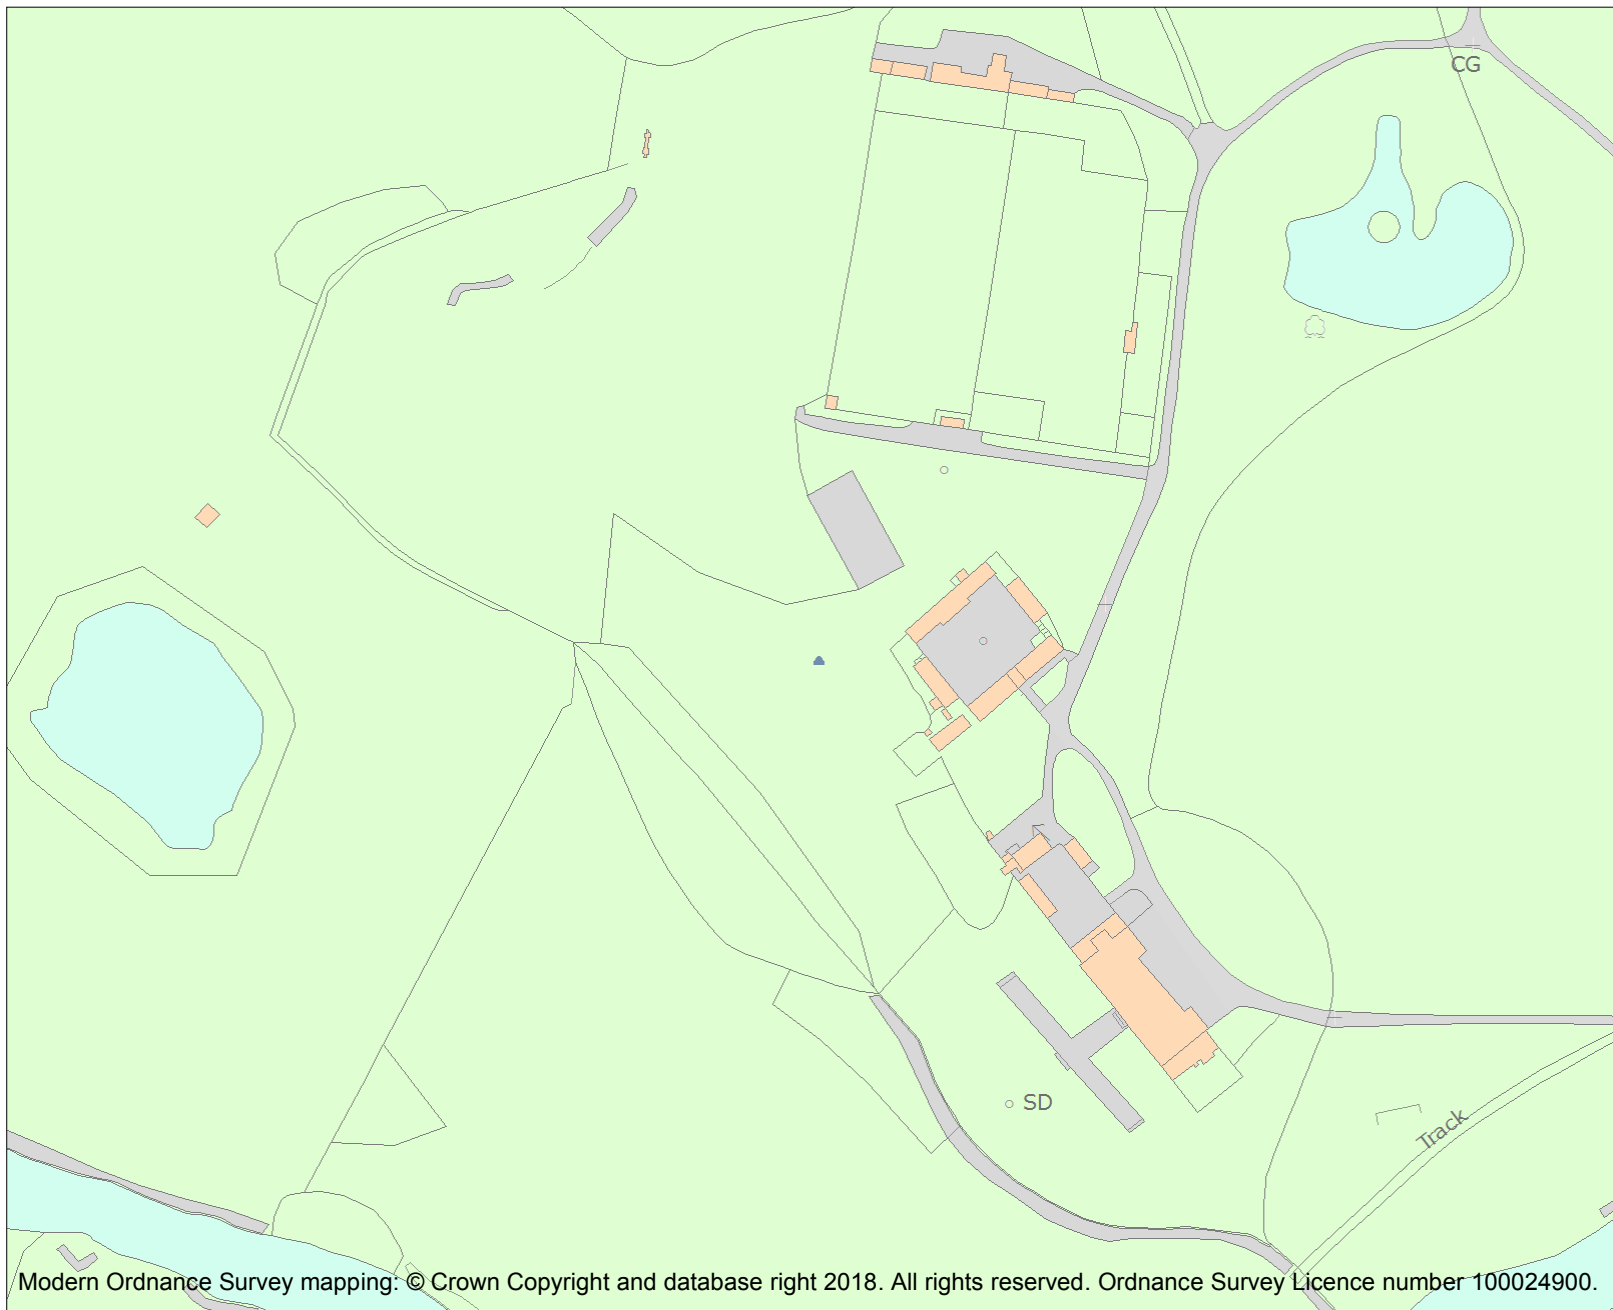 CG
SD
Track
Modern Ordnance Survey mapping: © Crown Copyright and database right 2018. All rights reserved. Ordnance Survey Licence number 100024900.